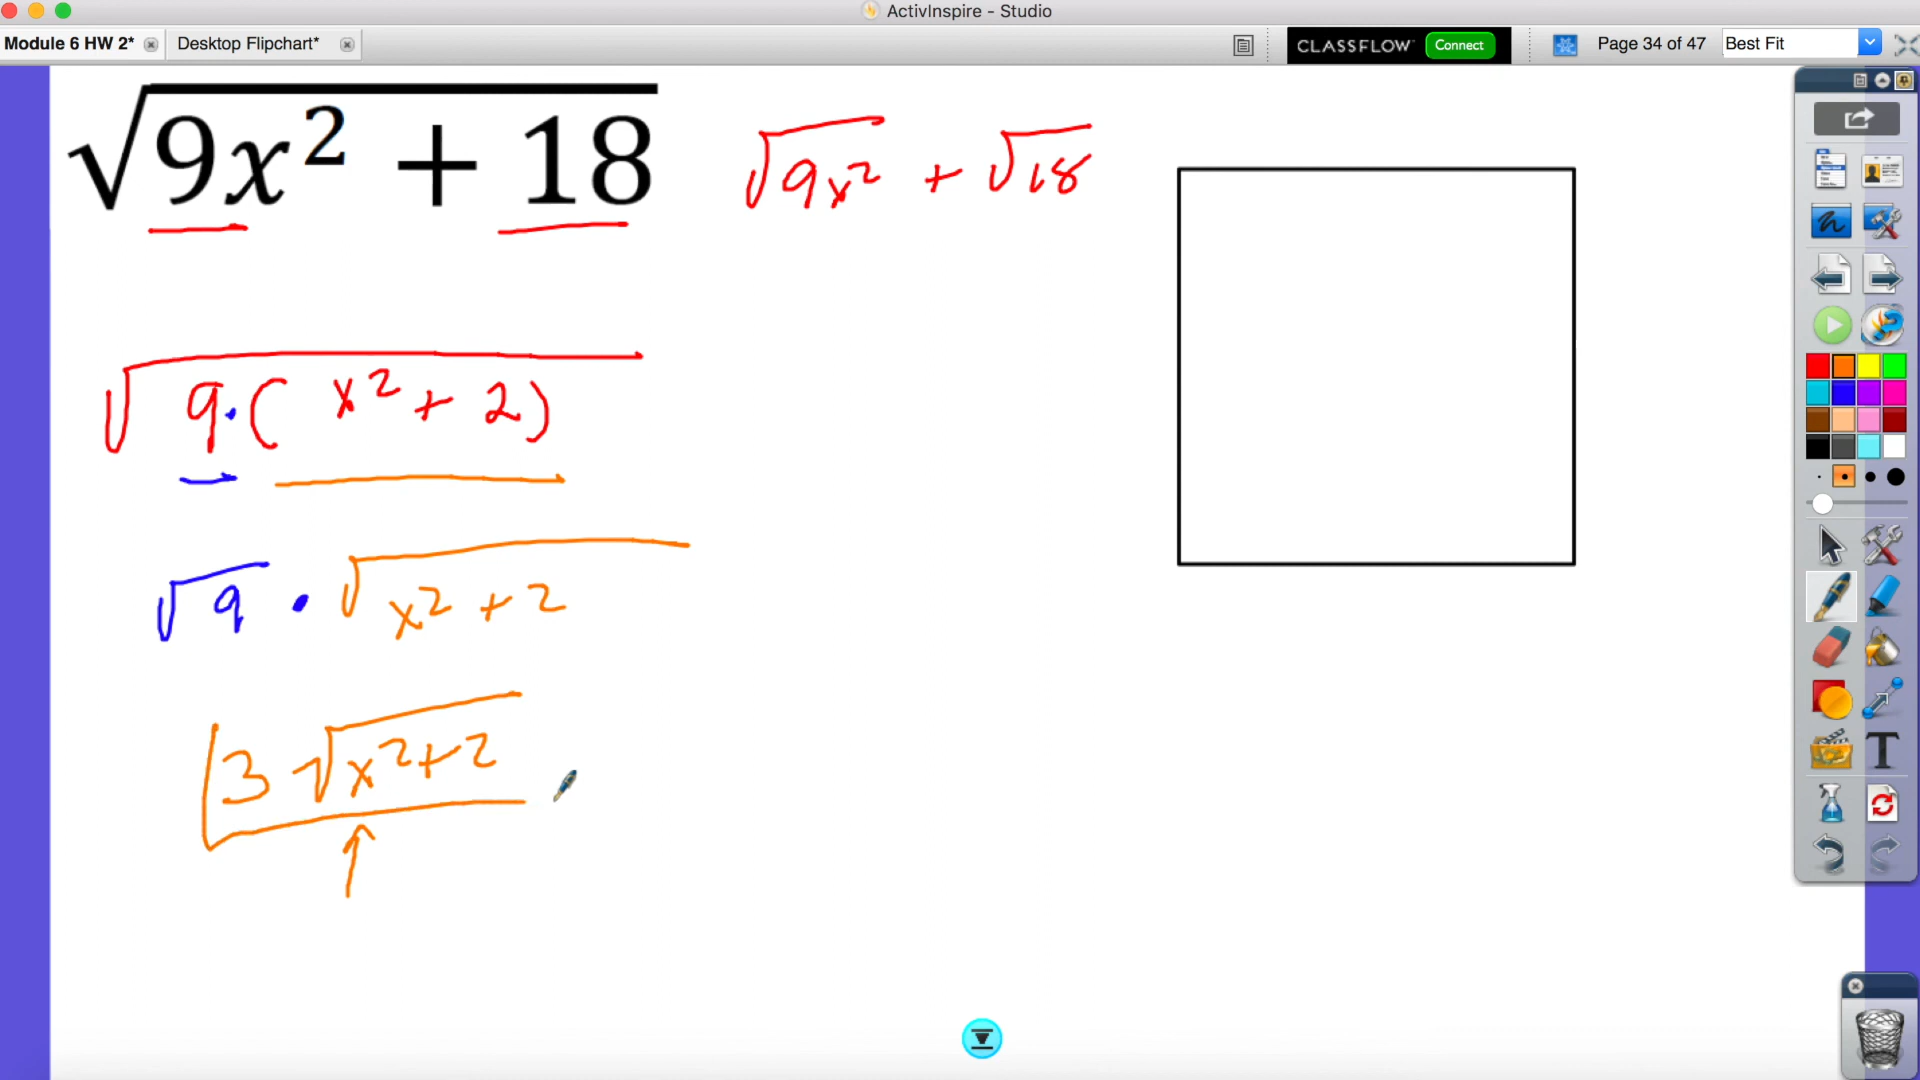 ActivInspire - Studio
Module 6 HW 2*
Desktop Flipchart*
CLASSFLOW
Connect
Page 34 of 47
Best Fit
√9x² + 18
√9x² + √18
√9·(x² + 2)
√9 · √x² + 2
3√x²+2
T